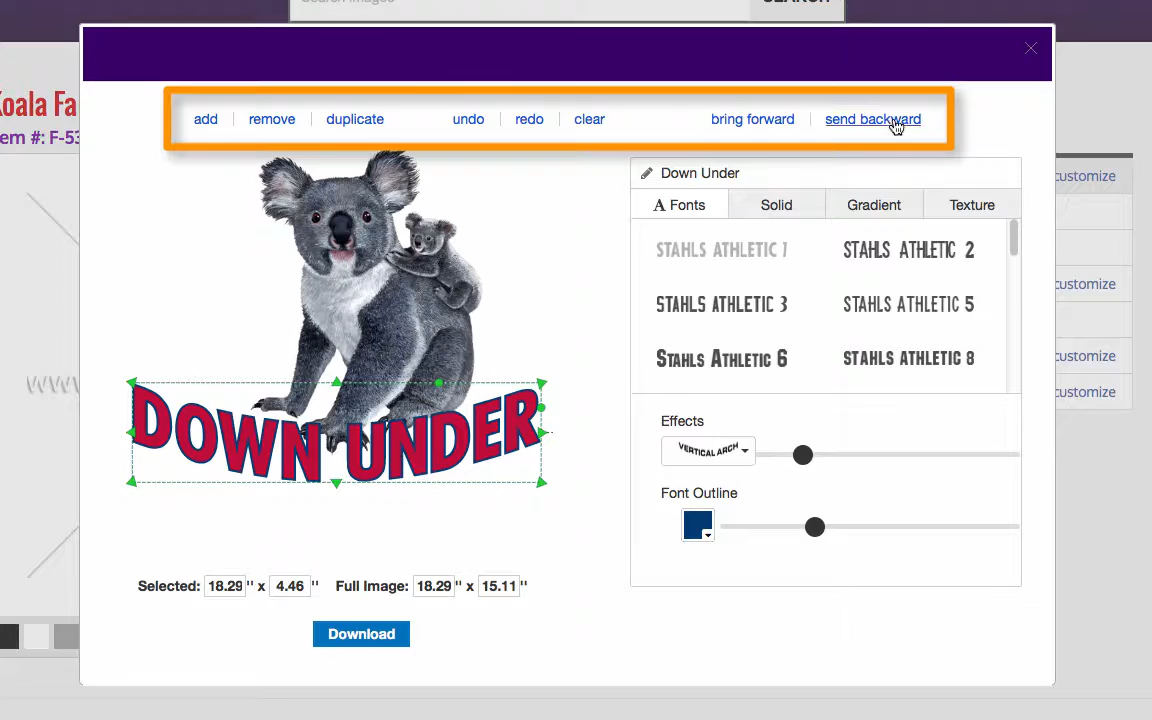 SEARCH
Koala Fa
em #: F-53
add remove duplicate undo redo clear bring forward send backward
DOWN UNDER
Down Under
A Fonts Solid Gradient Texture
STAHLS ATHLETIC 1 STAHLS ATHLETIC 2
STAHLS ATHLETIC 3 STAHLS ATHLETIC 5
STAHLS ATHLETIC 6 STAHLS ATHLETIC 8
Effects
VERTICAL ARCH
Font Outline
Selected: 18.29 " x 4.46 " Full Image: 18.29 " x 15.11 "
Download
customize
customize
customize
customize